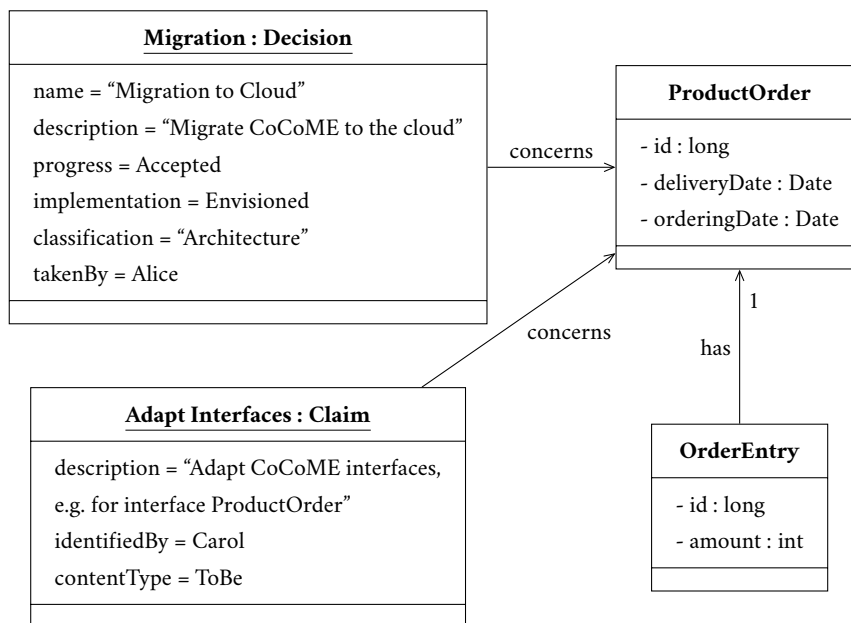 Migration : Decision
name = “Migration to Cloud”
description = “Migrate CoCoME to the cloud”
progress = Accepted
implementation = Envisioned
classification = “Architecture”
takenBy = Alice
concerns
ProductOrder
- id : long
- deliveryDate : Date
- orderingDate : Date
concerns
1
has
Adapt Interfaces : Claim
description = “Adapt CoCoME interfaces,
e.g. for interface ProductOrder”
identifiedBy = Carol
contentType = ToBe
OrderEntry
- id : long
- amount : int